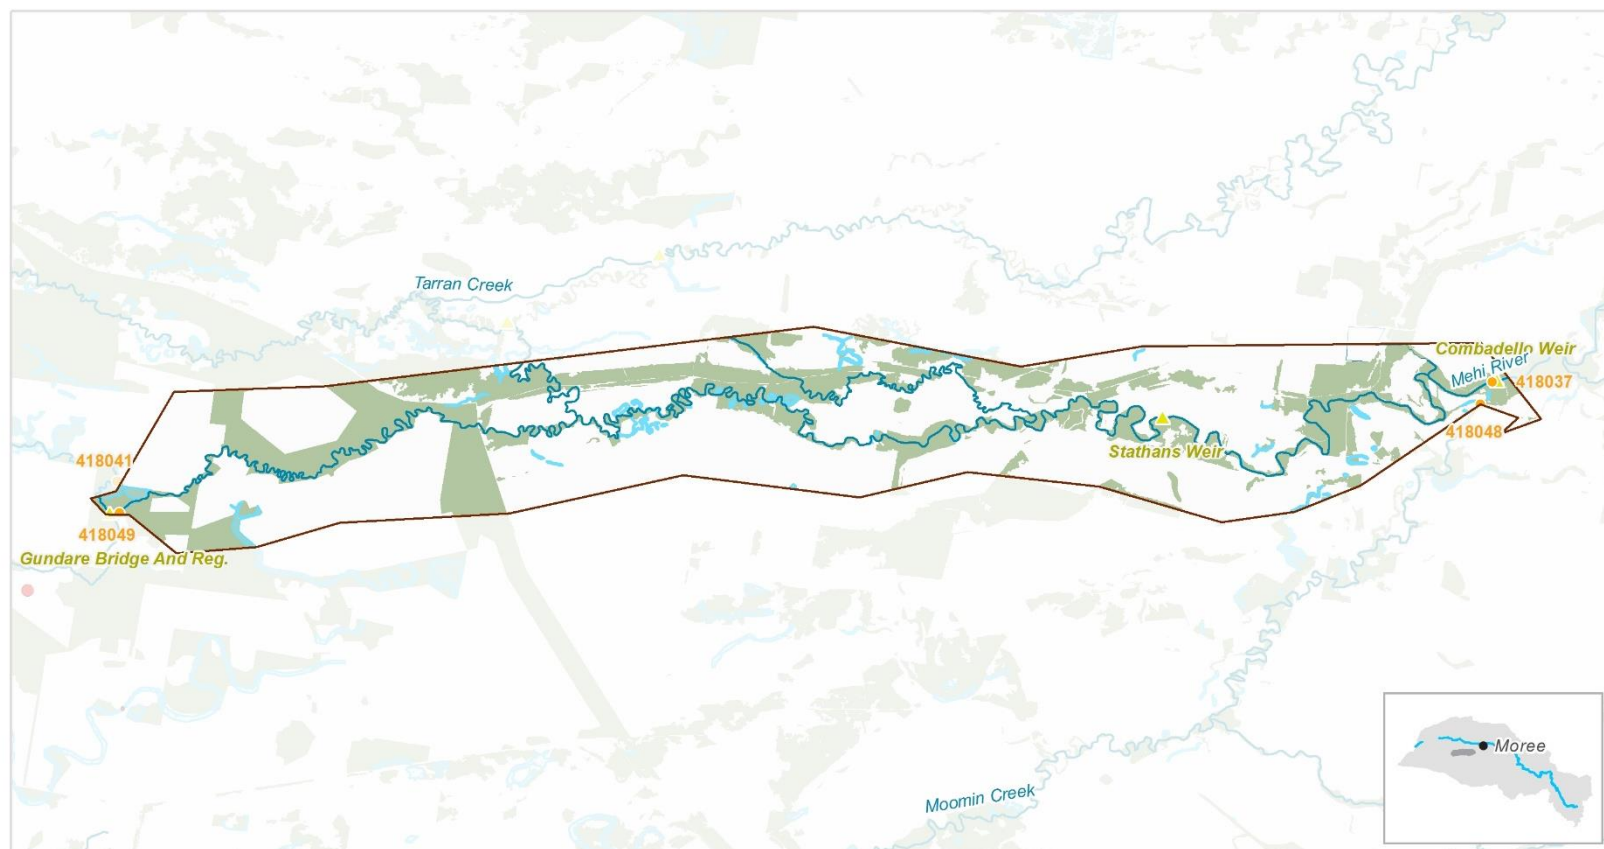 Tarran Creek
Combadello Weir
Mehi River
418037
418048
Stathans Weir
418041
418049
Gundare Bridge And Reg.
Moree
Moomin Creek